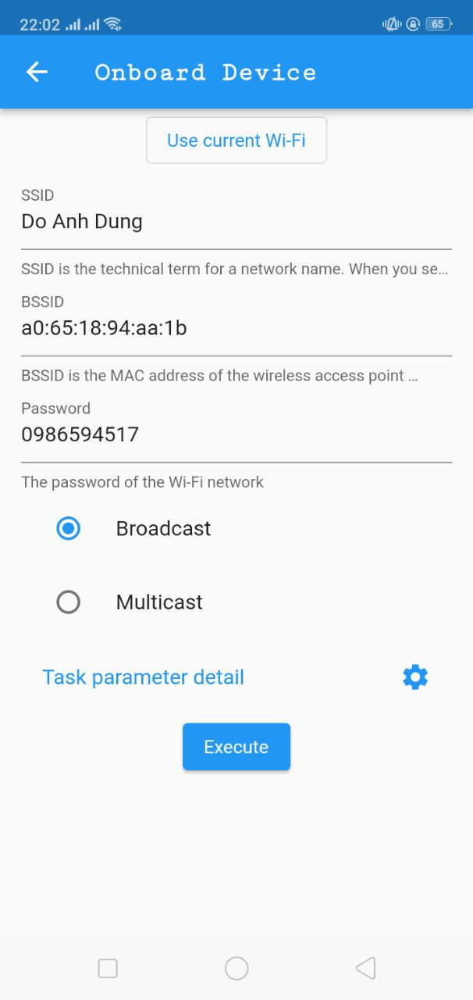 22:02
65
Onboard Device
Use current Wi-Fi
SSID
Do Anh Dung
SSID is the technical term for a network name. When you se...
BSSID
a0:65:18:94:aa:1b
BSSID is the MAC address of the wireless access point ...
Password
0986594517
The password of the Wi-Fi network
Broadcast
Multicast
Task parameter detail
Execute